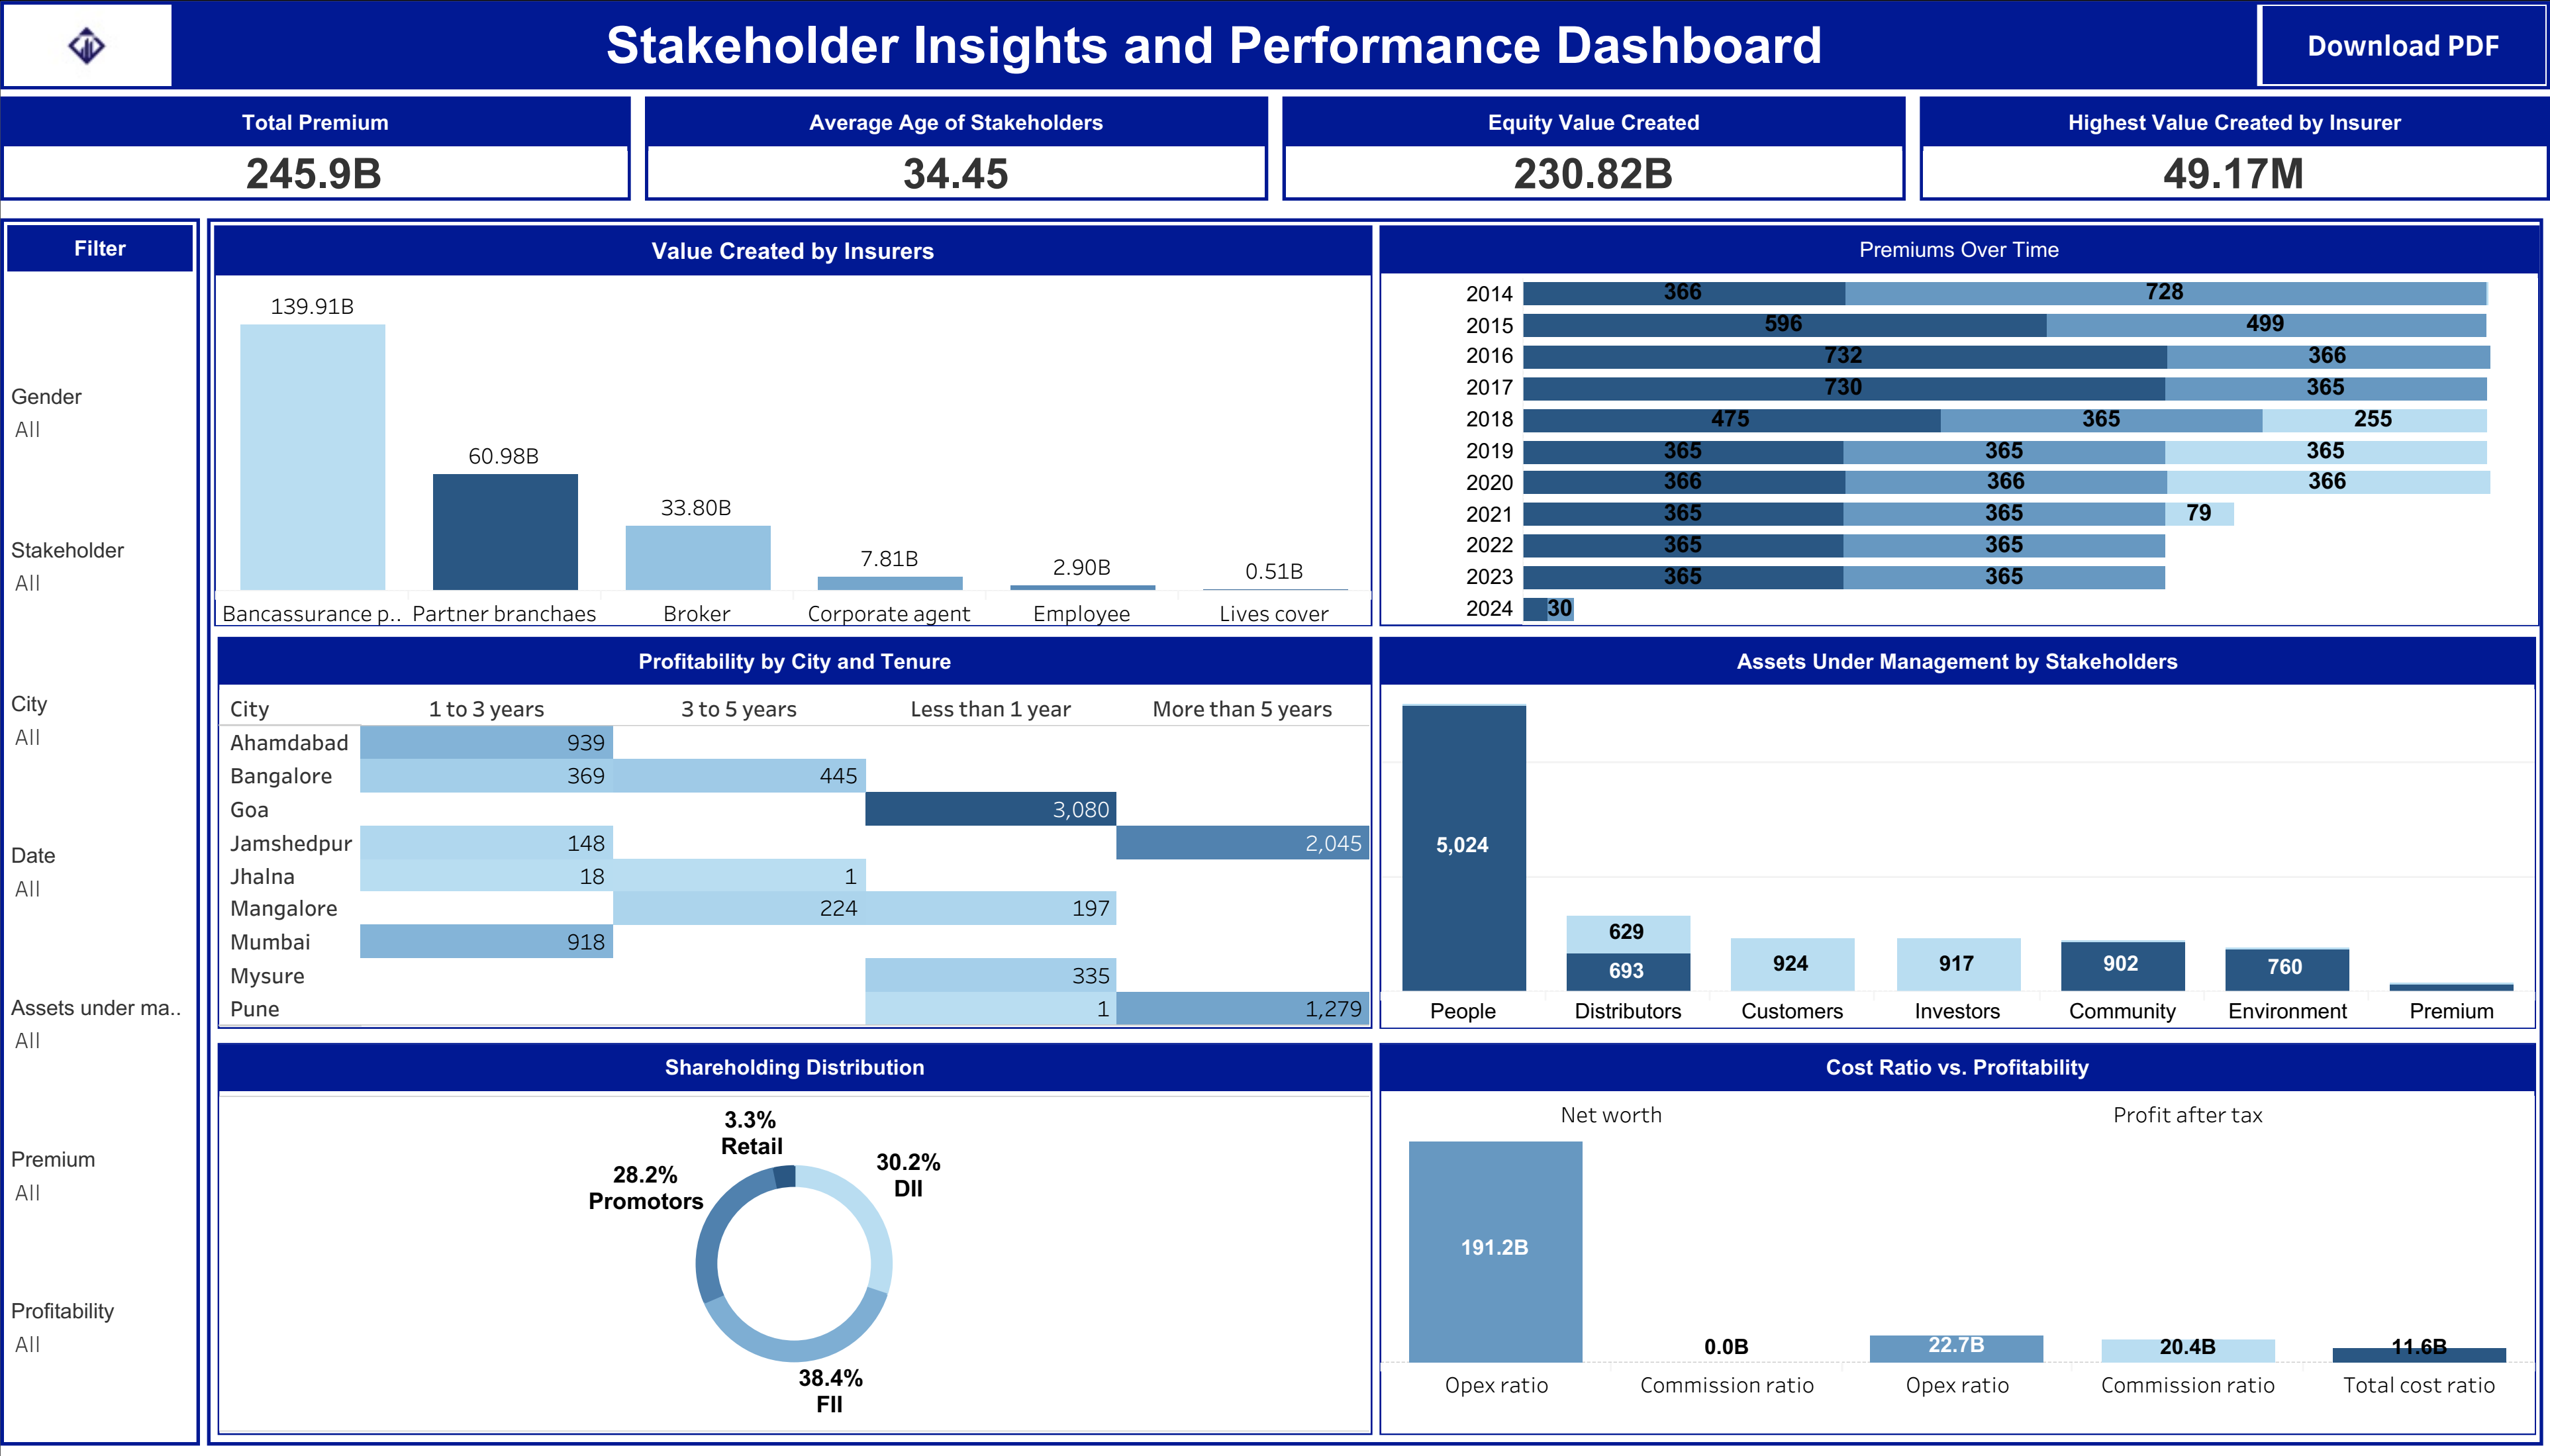 Stakeholder Insights and Performance Dashboard
Download PDF
Total Premium
245.9B
Average Age of Stakeholders
34.45
Equity Value Created
230.82B
Highest Value Created by Insurer
49.17M
Filter
Gender
All
Stakeholder
All
City
All
Date
All
Assets under ma..
All
Premium
All
Profitability
All
Value Created by Insurers
139.91B
60.98B
33.80B
7.81B
2.90B
0.51B
Bancassurance p.. Partner branchaes Broker Corporate agent Employee Lives cover
Premiums Over Time
2014 366 728
2015 596 499
2016 732 366
2017 730 365
2018 475 365 255
2019 365 365 365
2020 366 366 366
2021 365 365 79
2022 365 365
2023 365 365
2024 30
Profitability by City and Tenure
City 1 to 3 years 3 to 5 years Less than 1 year More than 5 years
Ahamdabad 939
Bangalore 369 445
Goa 3,080
Jamshedpur 148 2,045
Jhalna 18 1
Mangalore 224 197
Mumbai 918
Mysure 335
Pune 1 1,279
Assets Under Management by Stakeholders
5,024
629
693
924
917
902
760
People Distributors Customers Investors Community Environment Premium
Shareholding Distribution
3.3%
Retail
30.2%
DII
28.2%
Promotors
38.4%
FII
Cost Ratio vs. Profitability
Net worth Profit after tax
191.2B
0.0B
22.7B
20.4B
11.6B
Opex ratio Commission ratio Opex ratio Commission ratio Total cost ratio